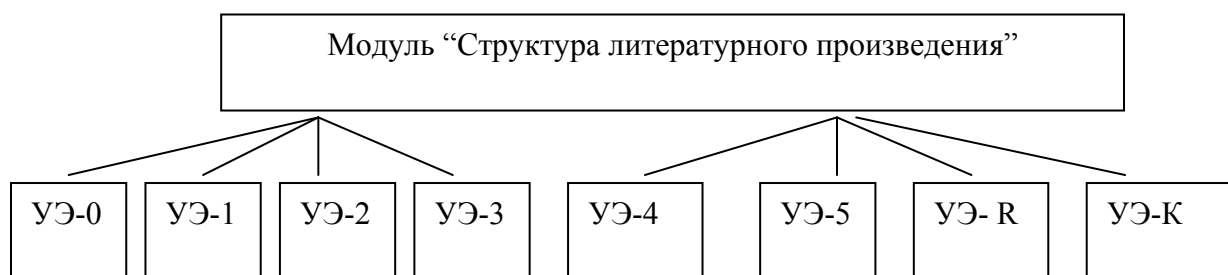 Модуль “Структура литературного произведения”
УЭ-0 УЭ-1 УЭ-2 УЭ-3 УЭ-4 УЭ-5 УЭ- R УЭ-К